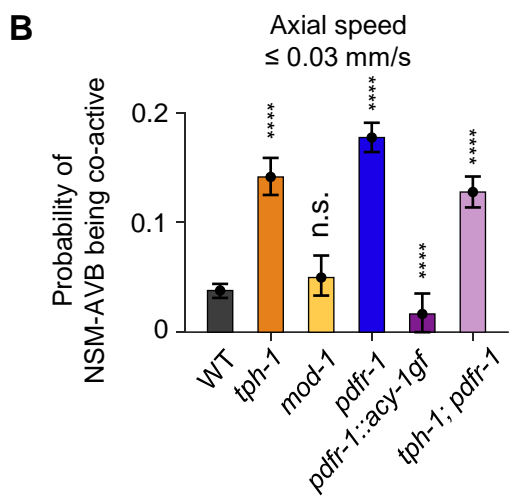 B
Axial speed
≤ 0.03 mm/s
Probability of
NSM-AVB being co-active
0.2
0.1
0
****
n.s.
****
****
****
WT
tph-1
mod-1
pdfr-1
pdfr-1::acy-1gf
tph-1; pdfr-1